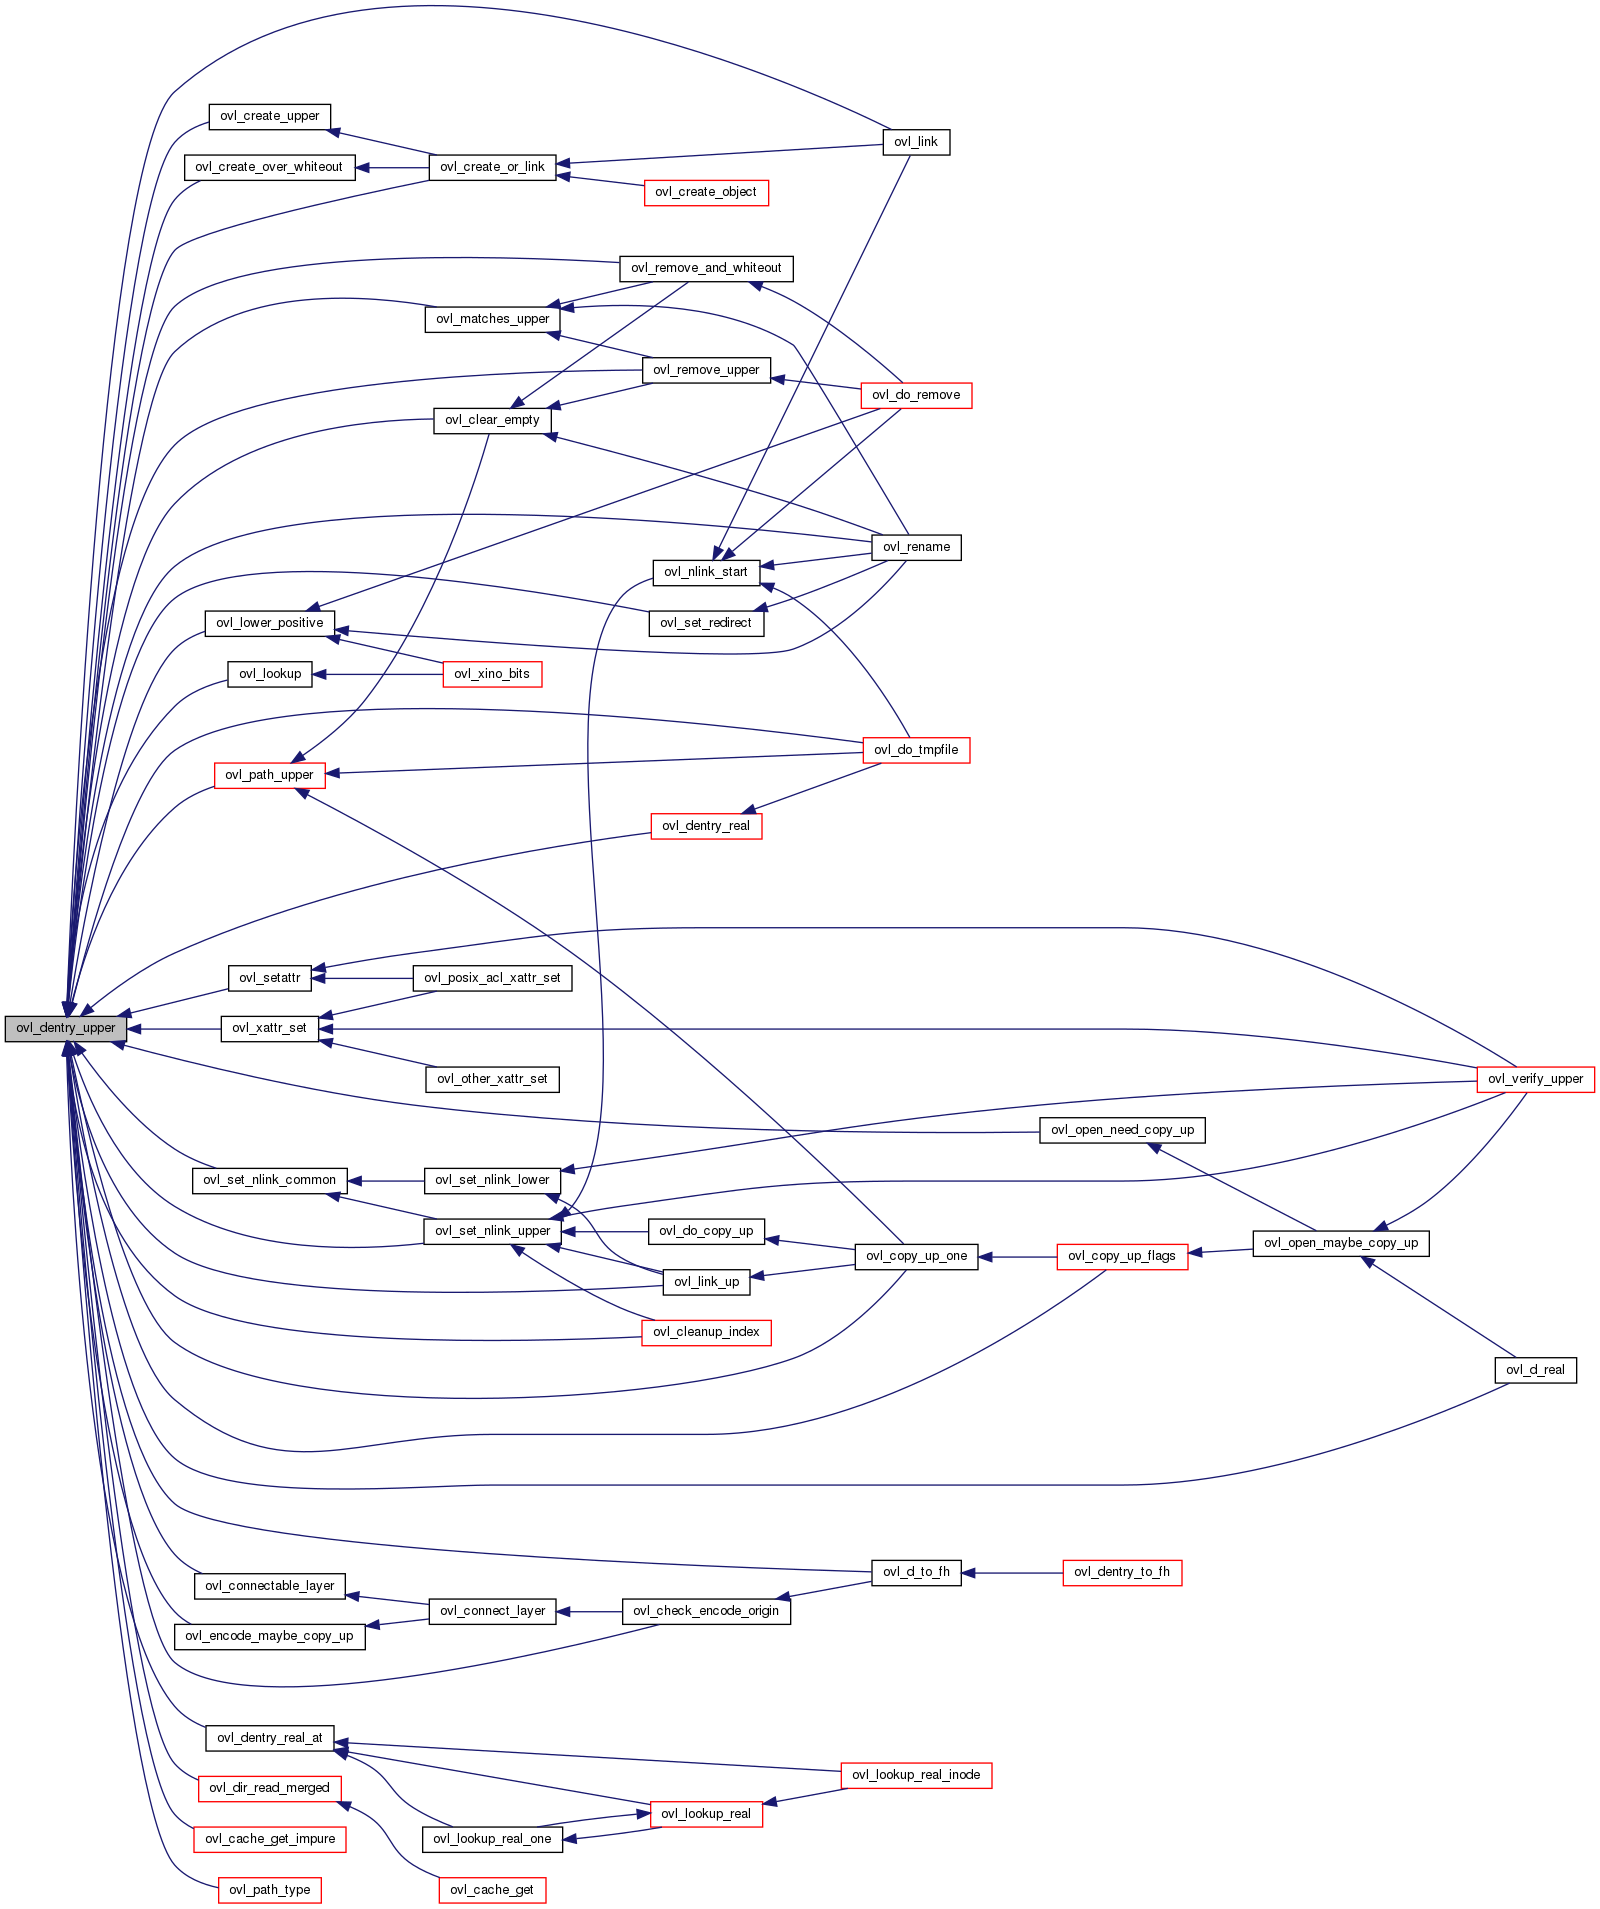 ovl_create_upper
ovl_link
ovl_create_over_whiteout
ovl_create_or_link
ovl_create_object
ovl_remove_and_whiteout
ovl_matches_upper
ovl_remove_upper
ovl_do_remove
ovl_clear_empty
ovl_rename
ovl_nlink_start
ovl_lower_positive
ovl_set_redirect
ovl_lookup
ovl_xino_bits
ovl_do_tmpfile
ovl_path_upper
ovl_dentry_real
ovl_setattr
ovl_posix_acl_xattr_set
ovl_dentry_upper
ovl_xattr_set
ovl_other_xattr_set
ovl_verify_upper
ovl_open_need_copy_up
ovl_set_nlink_common
ovl_set_nlink_lower
ovl_set_nlink_upper
ovl_do_copy_up
ovl_open_maybe_copy_up
ovl_copy_up_one
ovl_copy_up_flags
ovl_link_up
ovl_cleanup_index
ovl_d_real
ovl_d_to_fh
ovl_dentry_to_fh
ovl_connectable_layer
ovl_connect_layer
ovl_check_encode_origin
ovl_encode_maybe_copy_up
ovl_dentry_real_at
ovl_lookup_real_inode
ovl_dir_read_merged
ovl_lookup_real
ovl_cache_get_impure
ovl_lookup_real_one
ovl_path_type
ovl_cache_get